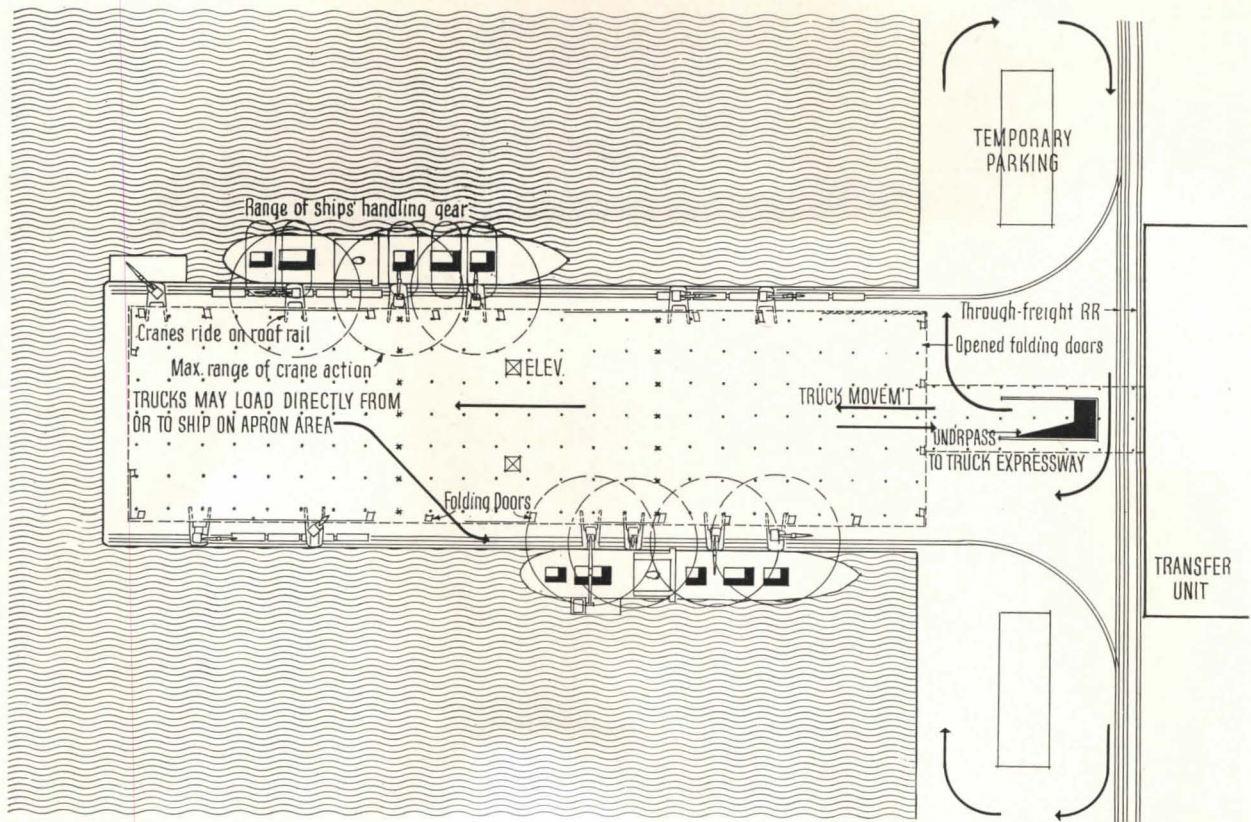 TEMPORARY
PARKING
Range of ships' handling gear
Through-freight RR
Cranes ride on roof rail
Opened folding doors
Max. range of crane action
ELEV.
TRUCKS MAY LOAD DIRECTLY FROM
OR TO SHIP ON APRON AREA
TRUCK MOVEM'T
UND'RPASS
TO TRUCK EXPRESSWAY
Folding Doors
TRANSFER
UNIT